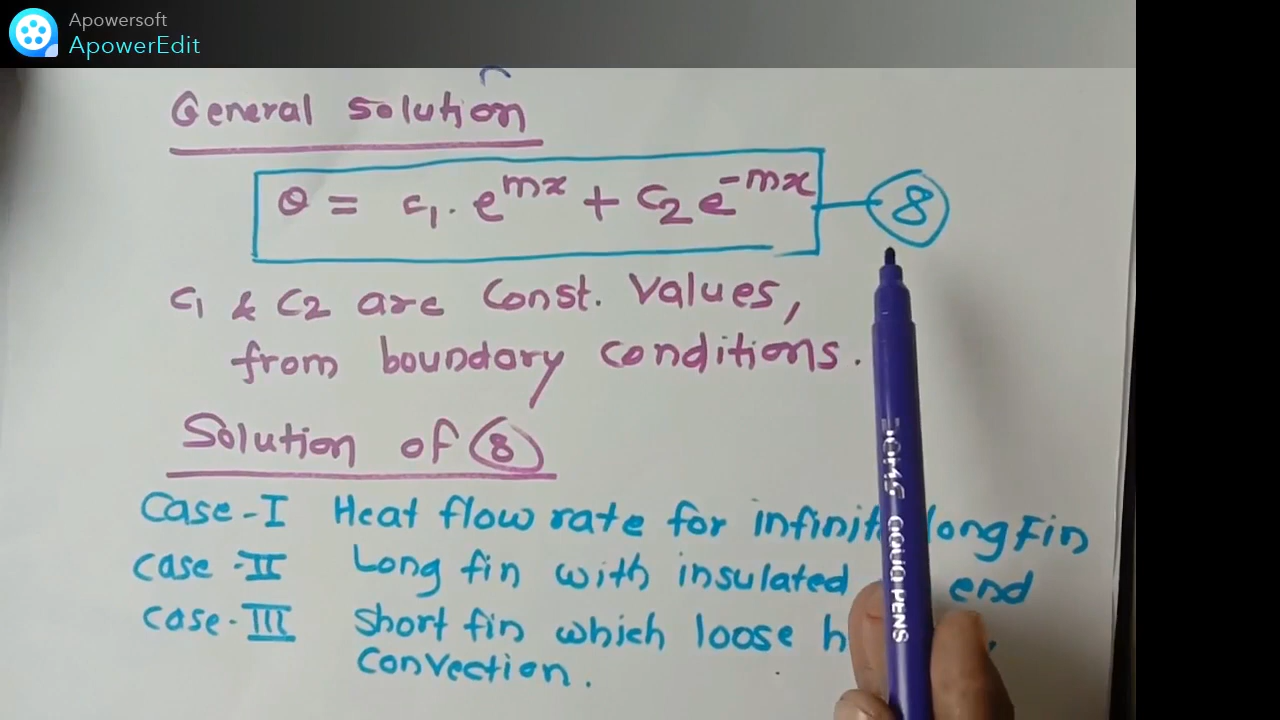 Apowersoft
ApowerEdit
General solution
θ = c₁. e^mx + c₂ e^-mx — 8
c₁ & c₂ are Const. Values,
from boundary conditions.
Solution of 8
Case-I Heat flow rate for long Fin
Case-II Long fin with insulated end
Case-III Short fin which loose
Convection.